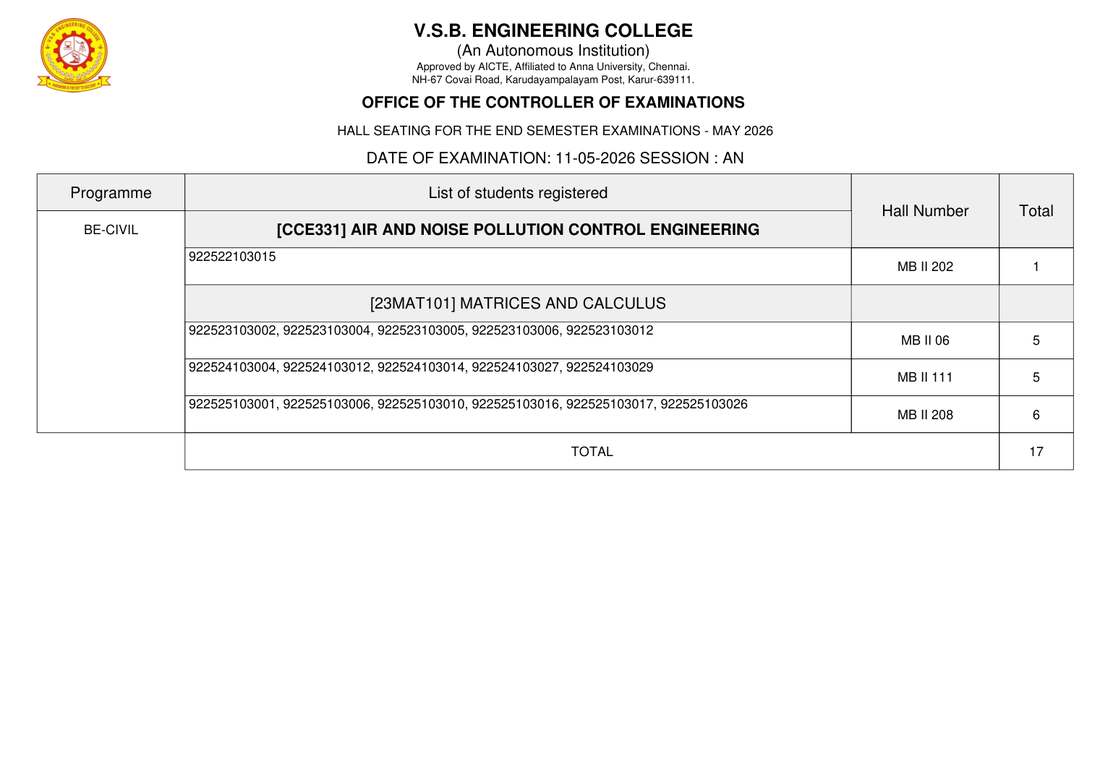 V.S.B. ENGINEERING COLLEGE
(An Autonomous Institution)
Approved by AICTE, Affiliated to Anna University, Chennai.
NH-67 Covai Road, Karudayampalayam Post, Karur-639111.
OFFICE OF THE CONTROLLER OF EXAMINATIONS
HALL SEATING FOR THE END SEMESTER EXAMINATIONS - MAY 2026
DATE OF EXAMINATION: 11-05-2026 SESSION : AN
Programme List of students registered Hall Number Total
BE-CIVIL [CCE331] AIR AND NOISE POLLUTION CONTROL ENGINEERING
922522103015 MB II 202 1
[23MAT101] MATRICES AND CALCULUS
922523103002, 922523103004, 922523103005, 922523103006, 922523103012 MB II 06 5
922524103004, 922524103012, 922524103014, 922524103027, 922524103029 MB II 111 5
922525103001, 922525103006, 922525103010, 922525103016, 922525103017, 922525103026 MB II 208 6
TOTAL 17